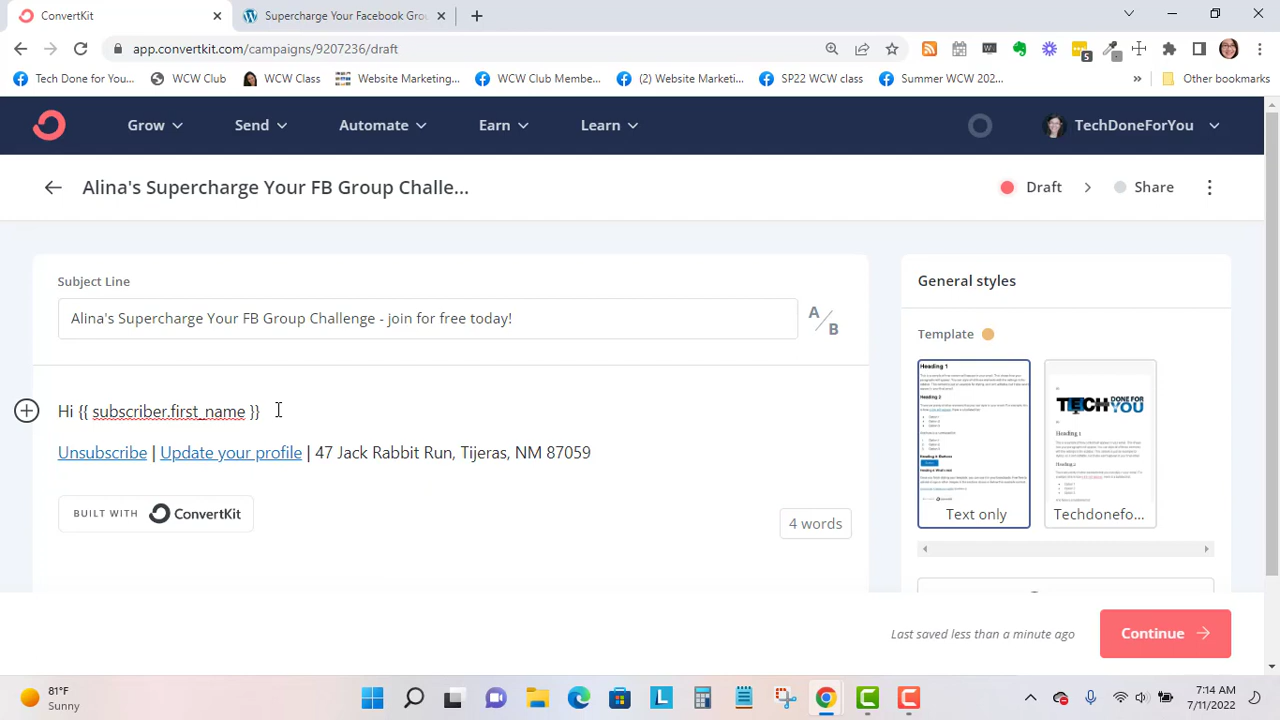 ConvertKit
Supercharge Your Facebook Grou
app.convertkit.com/campaigns/9207236/draft
5
Tech Done for You...
WCW Club
WCW Class
Website Marketing...
WCW Club Membe...
(2) Website Marketi...
SP22 WCW class
Summer WCW 202...
»
Other bookmarks
Grow
Send
Automate
Earn
Learn
TechDoneForYou
Alina's Supercharge Your FB Group Challe...
Draft
Share
Subject Line
Alina's Supercharge Your FB Group Challenge - join for free today!
A/B
General styles
Template
Heading 1
Heading 2
Text only
TECH DONE FOR YOU
Heading 1
Heading 2
Techdonefo...
Hi {{ subscriber.first_name }}
Unsubscribe | Update your profile | 47 Jack Rabbit Run, Tijeras, NM 87059
BUILT WITH ConvertKit
4 words
Last saved less than a minute ago
Continue
81°F
Sunny
L
7:14 AM
7/11/2022